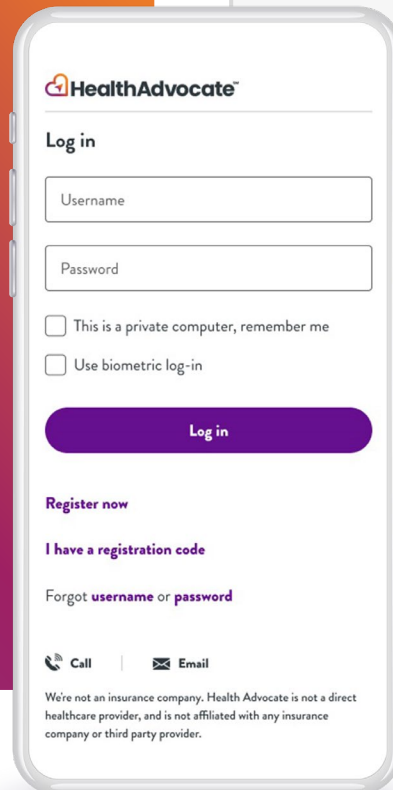 HealthAdvocate™
Log in
Username
Password
This is a private computer, remember me
Use biometric log-in
Log in
Register now
I have a registration code
Forgot username or password
Call Email
We're not an insurance company. Health Advocate is not a direct
healthcare provider, and is not affiliated with any insurance
company or third party provider.